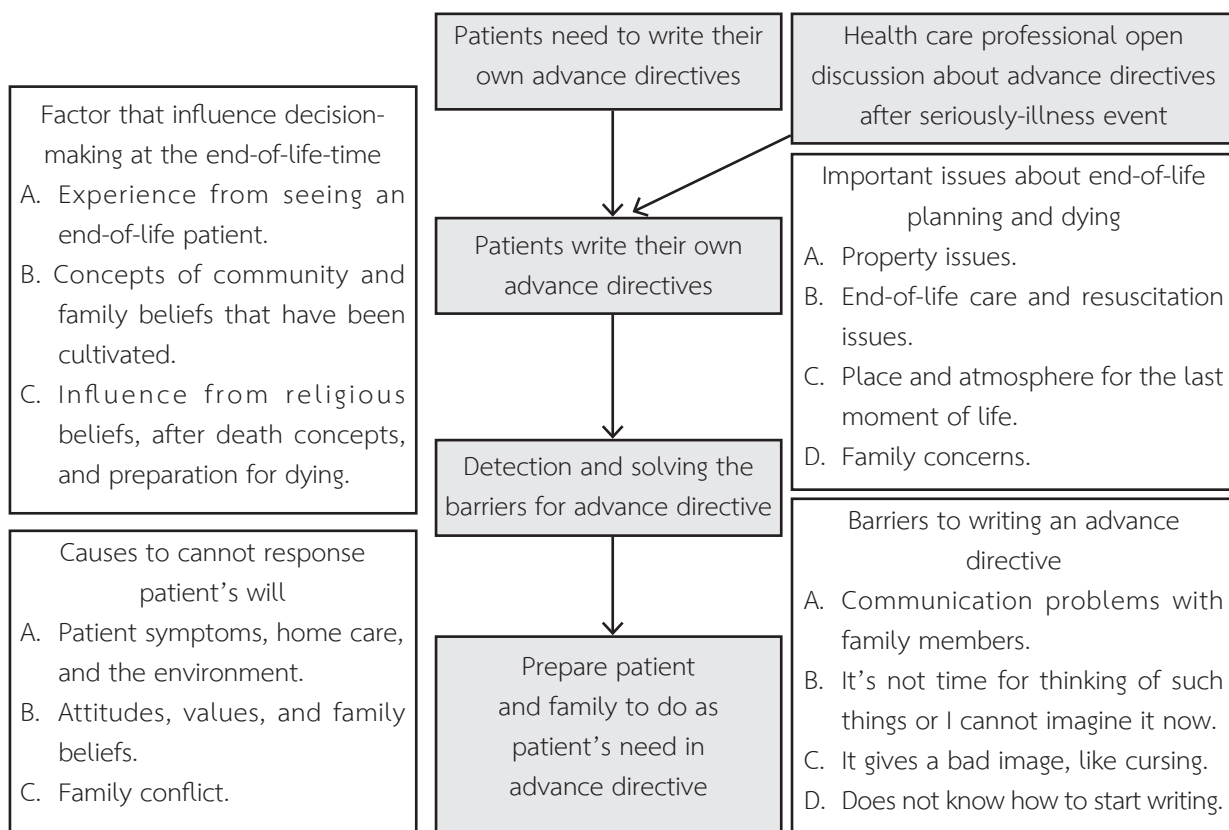 Patients need to write their
own advance directives
Health care professional open
discussion about advance directives
after seriously-illness event
Factor that influence decision-
making at the end-of-life-time
A. Experience from seeing an
end-of-life patient.
B. Concepts of community and
family beliefs that have been
cultivated.
C. Influence from religious
beliefs, after death concepts,
and preparation for dying.
Patients write their own
advance directives
Important issues about end-of-life
planning and dying
A. Property issues.
B. End-of-life care and resuscitation
issues.
C. Place and atmosphere for the last
moment of life.
D. Family concerns.
Detection and solving the
barriers for advance directive
Causes to cannot response
patient’s will
A. Patient symptoms, home care,
and the environment.
B. Attitudes, values, and family
beliefs.
C. Family conflict.
Prepare patient
and family to do as
patient’s need in
advance directive
Barriers to writing an advance
directive
A. Communication problems with
family members.
B. It’s not time for thinking of such
things or I cannot imagine it now.
C. It gives a bad image, like cursing.
D. Does not know how to start writing.